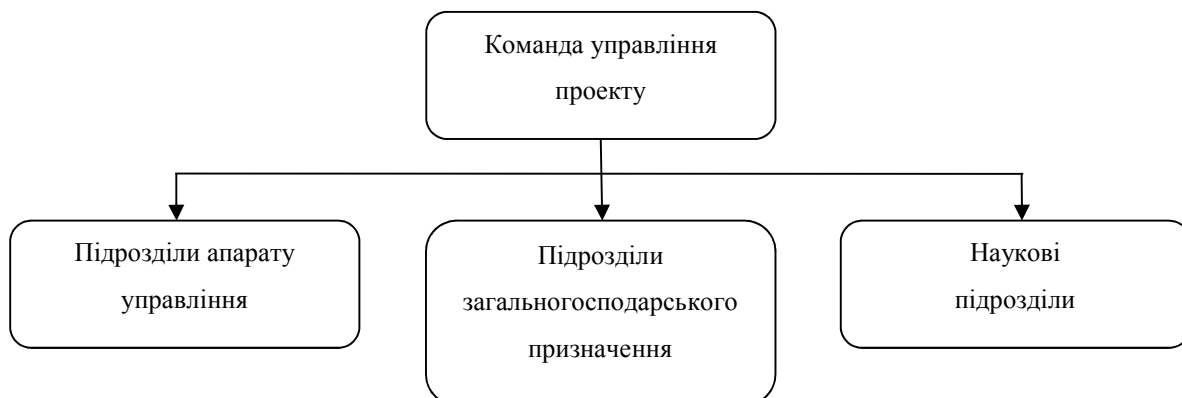 Команда управління
проекту
Підрозділи апарату
управління
Підрозділи
загальногосподарського
призначення
Наукові
підрозділи